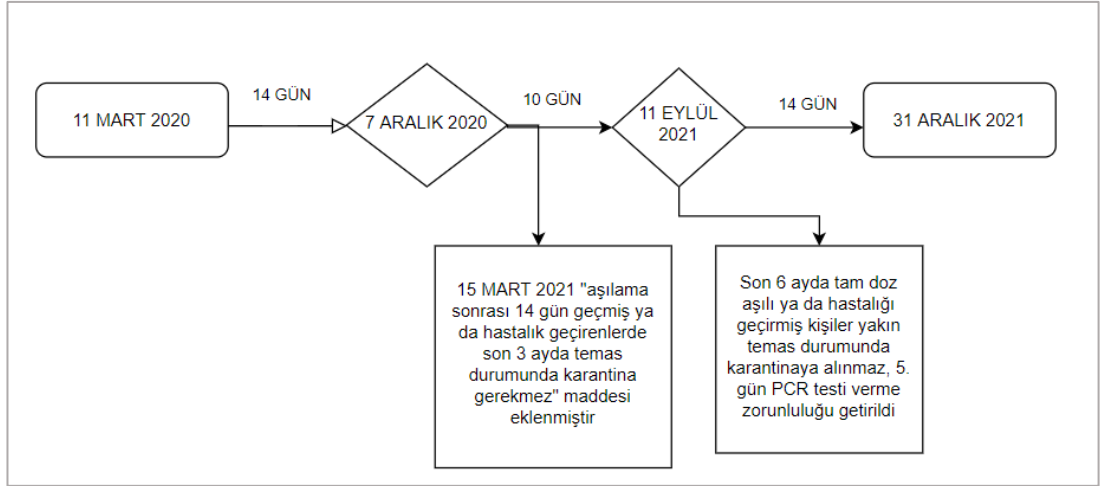 11 MART 2020
14 GÜN
7 ARALIK 2020
10 GÜN
11 EYLÜL
2021
14 GÜN
31 ARALIK 2021
15 MART 2021 "aşılama
sonrası 14 gün geçmiş ya
da hastalık geçirenlerde
son 3 ayda temas
durumunda karantina
gerekmez" maddesi
eklenmiştir
Son 6 ayda tam doz
aşılı ya da hastalığı
geçirmiş kişiler yakın
temas durumunda
karantinaya alınmaz, 5.
gün PCR testi verme
zorunluluğu getirildi